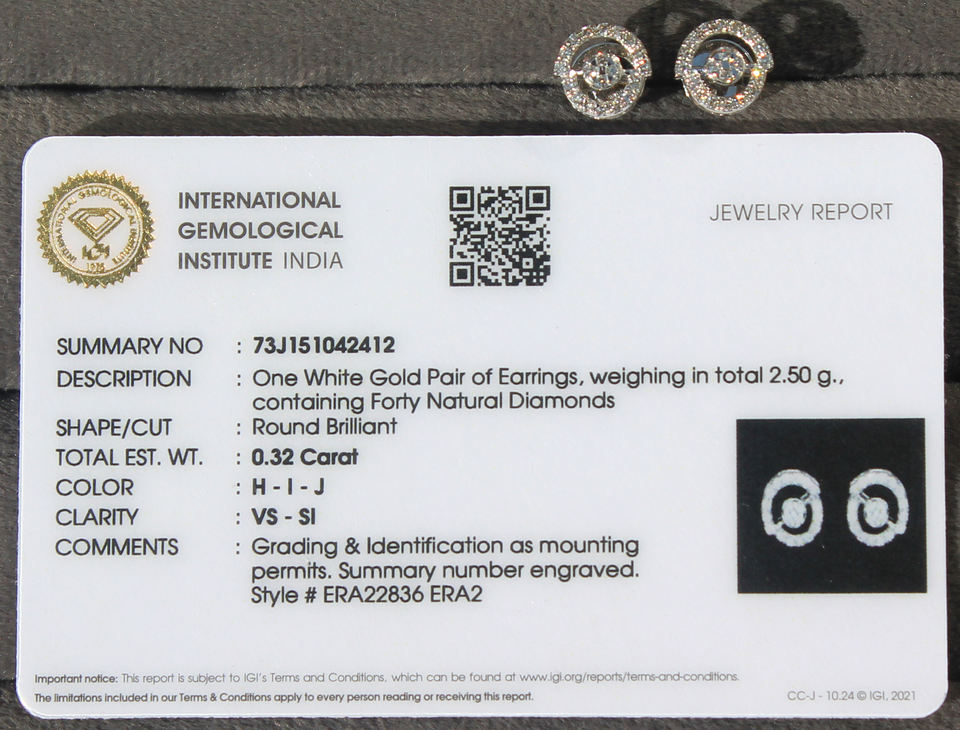 INTERNATIONAL GEMOLOGICAL INSTITUTE
1975
INTERNATIONAL
GEMOLOGICAL
INSTITUTE INDIA
JEWELRY REPORT
SUMMARY NO : 73J151042412
DESCRIPTION : One White Gold Pair of Earrings, weighing in total 2.50 g.,
containing Forty Natural Diamonds
SHAPE/CUT : Round Brilliant
TOTAL EST. WT. : 0.32 Carat
COLOR : H - I - J
CLARITY : VS - SI
COMMENTS : Grading & Identification as mounting
permits. Summary number engraved.
Style # ERA22836 ERA2
Important notice: This report is subject to IGI's Terms and Conditions, which can be found at www.igi.org/reports/terms-and-conditions.
The limitations included in our Terms & Conditions apply to every person reading or receiving this report.
CC-J - 10.24 © IGI, 2021